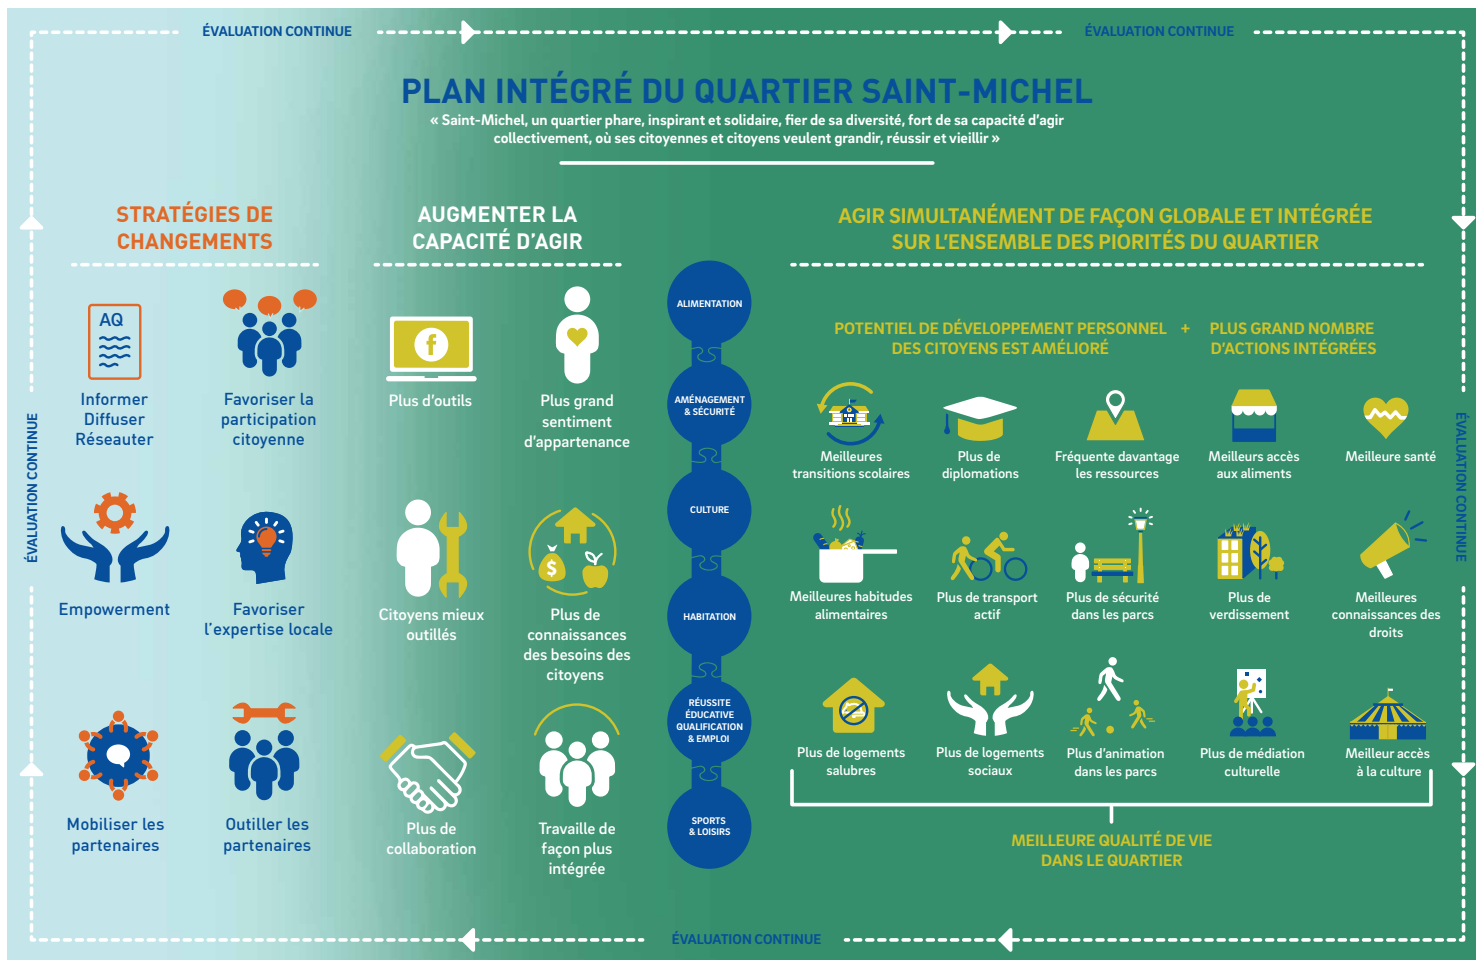 ÉVALUATION CONTINUE
ÉVALUATION CONTINUE
PLAN INTÉGRÉ DU QUARTIER SAINT-MICHEL
« Saint-Michel, un quartier phare, inspirant et solidaire, fier de sa diversité, fort de sa capacité d'agir
collectivement, où ses citoyennes et citoyens veulent grandir, réussir et vieillir »
STRATÉGIES DE
CHANGEMENTS
AQ
Informer
Diffuser
Réseauter
Favoriser la
participation
citoyenne
Empowerment
Favoriser
l'expertise locale
Mobiliser les
partenaires
Outiller les
partenaires
AUGMENTER LA
CAPACITÉ D'AGIR
f
Plus d'outils
Plus grand
sentiment
d'appartenance
Citoyens mieux
outillés
$
Plus de
connaissances
des besoins des
citoyens
Plus de
collaboration
Travaille de
façon plus
intégrée
ALIMENTATION
AMÉNAGEMENT
& SÉCURITÉ
CULTURE
HABITATION
RÉUSSITE
ÉDUCATIVE
QUALIFICATION
& EMPLOI
SPORTS
& LOISIRS
AGIR SIMULTANÉMENT DE FAÇON GLOBALE ET INTÉGRÉE
SUR L'ENSEMBLE DES PIORITÉS DU QUARTIER
POTENTIEL DE DÉVELOPPEMENT PERSONNEL
DES CITOYENS EST AMÉLIORÉ
+
PLUS GRAND NOMBRE
D'ACTIONS INTÉGRÉES
Meilleures
transitions scolaires
Plus de
diplomations
Fréquente davantage
les ressources
Meilleurs accès
aux aliments
Meilleure santé
Meilleures habitudes
alimentaires
Plus de transport
actif
Plus de sécurité
dans les parcs
Plus de
verdissement
Meilleures
connaissances des
droits
Plus de logements
salubres
Plus de logements
sociaux
Plus d'animation
dans les parcs
Plus de médiation
culturelle
Meilleur accès
à la culture
MEILLEURE QUALITÉ DE VIE
DANS LE QUARTIER
ÉVALUATION CONTINUE
ÉVALUATION CONTINUE
ÉVALUATION CONTINUE